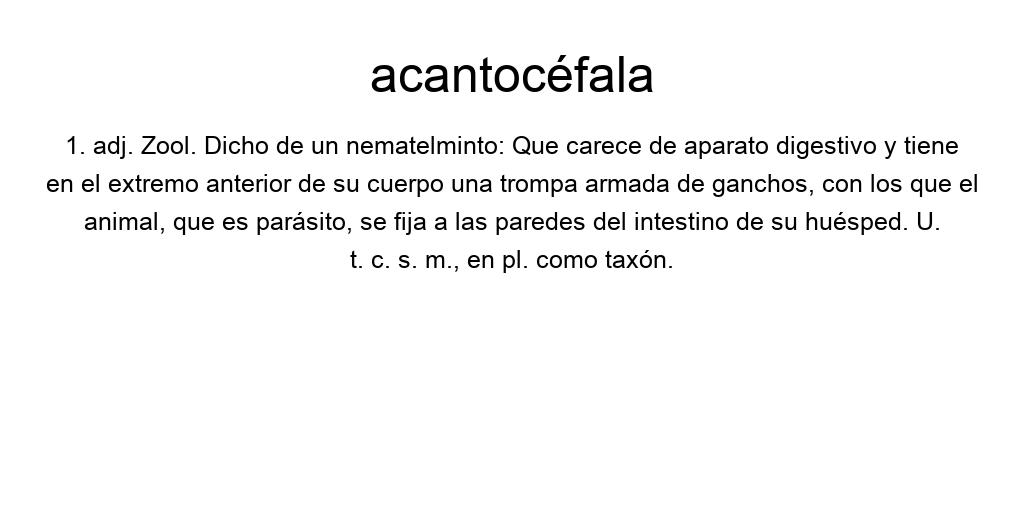 acantocéfala
1. adj. Zool. Dicho de un nematelminto: Que carece de aparato digestivo y tiene
en el extremo anterior de su cuerpo una trompa armada de ganchos, con los que el
animal, que es parásito, se fija a las paredes del intestino de su huésped. U.
t. c. s. m., en pl. como taxón.